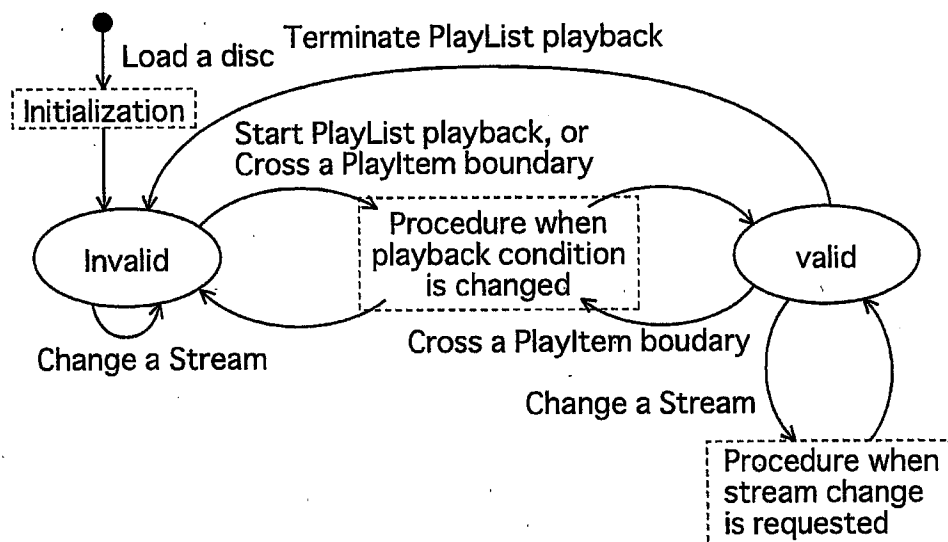 Terminate PlayList playback
Load a disc
Initialization
Start PlayList playback, or
Cross a PlayItem boundary
Procedure when
playback condition
is changed
Invalid
valid
Change a Stream
Cross a PlayItem boudary
Change a Stream
Procedure when
stream change
is requested